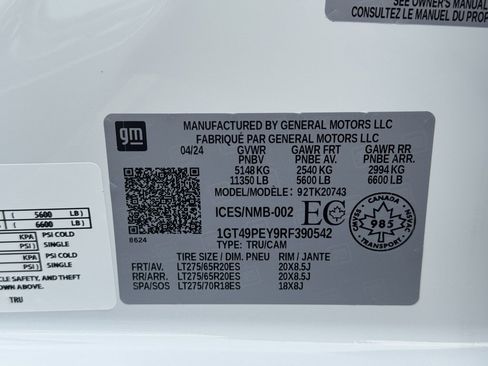 SEE OWNER'S MANUAL
CONSULTEZ LE MANUEL DU PROP
gm
MANUFACTURED BY GENERAL MOTORS LLC
FABRIQUÉ PAR GENERAL MOTORS LLC
04/24 GVWR GAWR FRT GAWR RR
PNBV PNBE AV. PNBE ARR.
5148 KG 2540 KG 2994 KG
11350 LB 5600 LB 6600 LB
MODEL/MODÈLE: 92TK20743
ICES/NMB-002 EC
1GT49PEY9RF390542
TYPE: TRU/CAM
8624
CANADA
985
TRANSPORT
TIRE SIZE / DIM. PNEU RIM / JANTE
FRT/AV. LT275/65R20ES 20X8.5J
RR/ARR. LT275/65R20ES 20X8.5J
SPA/SOS LT275/70R18ES 18X8J
( 5600 LB )
( 6600 LB )
KPA PSI COLD
PSI ) SINGLE
KPA PSI COLD
PSI ) SINGLE
LE SAFETY, AND THEFT
OWN ABOVE.
TRU